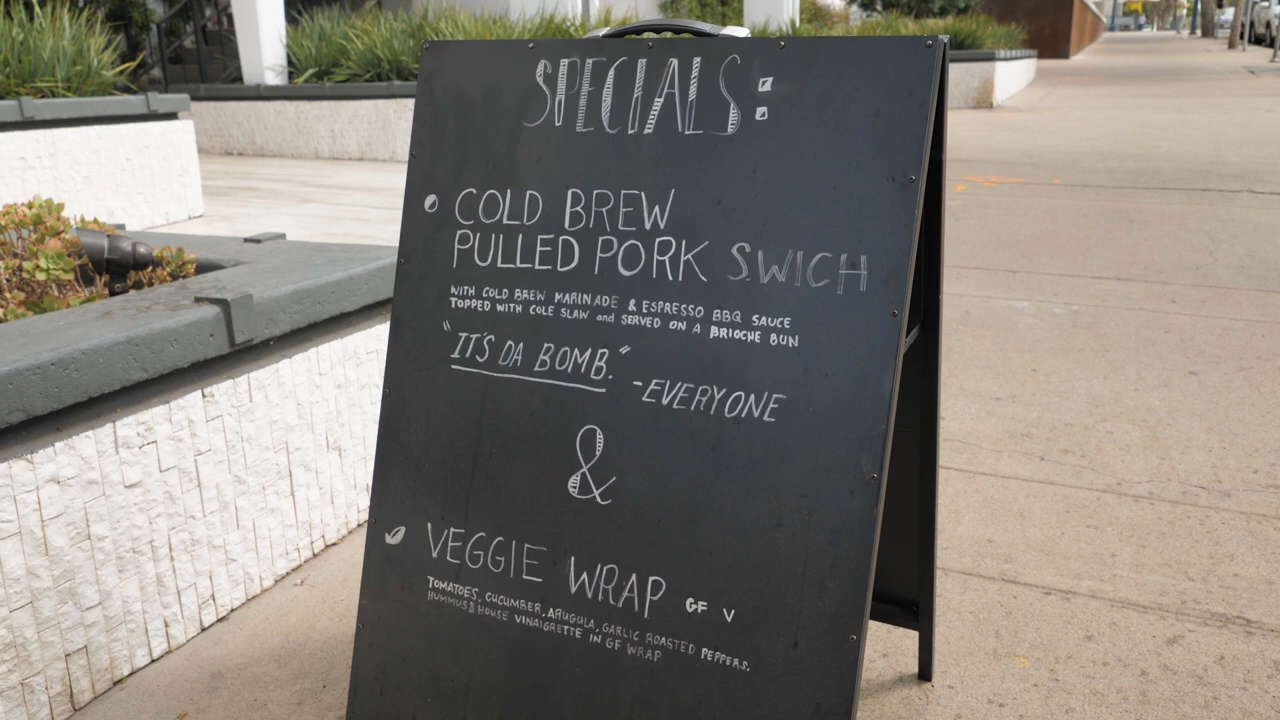 SPECIALS:
COLD BREW
PULLED PORK S.WICH
WITH COLD BREW MARINADE & ESPRESSO BBQ SAUCE
TOPPED WITH COLE SLAW and SERVED ON A BRIOCHE BUN
"IT'S DA BOMB."
-EVERYONE
&
VEGGIE WRAP GF V
TOMATOES, CUCUMBER, ARUGULA, GARLIC ROASTED PEPPERS,
HUMMUS & HOUSE VINAIGRETTE IN GF WRAP